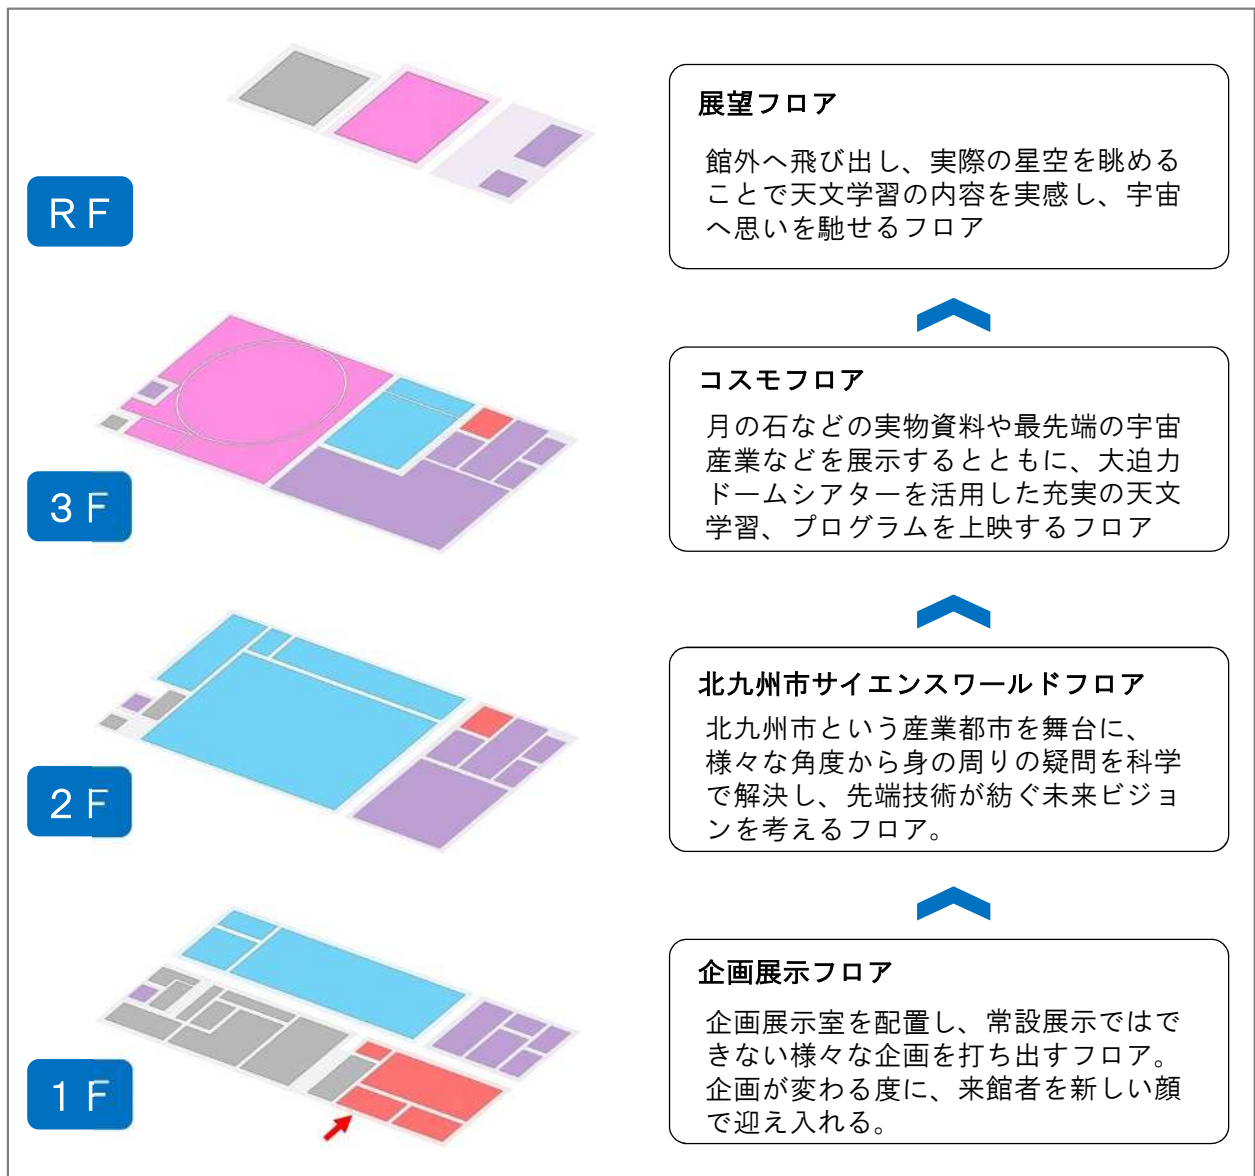 RF
展望フロア
館外へ飛び出し、実際の星空を眺める
ことで天文学習の内容を実感し、宇宙
へ思いを馳せるフロア
3F
コスモフロア
月の石などの実物資料や最先端の宇宙
産業などを展示するとともに、大迫力
ドームシアターを活用した充実の天文
学習、プログラムを上映するフロア
2F
北九州市サイエンスワールドフロア
北九州市という産業都市を舞台に、
様々な角度から身の周りの疑問を科学
で解決し、先端技術が紡ぐ未来ビジョ
ンを考えるフロア。
1F
企画展示フロア
企画展示室を配置し、常設展示ではで
きない様々な企画を打ち出すフロア。
企画が変わる度に、来館者を新しい顔
で迎え入れる。